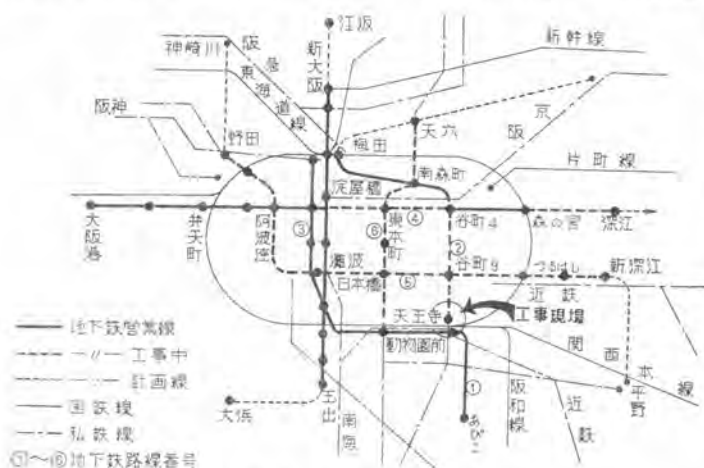 江坂
神崎川
阪急
新大阪
新幹線
東海道線
阪神
野田
梅田
天六
京阪
片町線
南森町
淀屋橋
大阪港
弁天町
阿波座
③
⑥
東本町
④
谷町4
②
森の宮
深江
難波
日本橋
⑤
谷町9
つるはし
新深江
近鉄
天王寺
工事現場
動物園前
関西本線
平野
①
あびこ
阪和線
近鉄
大浜
玉出
南海
地下鉄営業線
〃 工事中
〃 計画線
国鉄線
私鉄線
①～⑥地下鉄路線番号